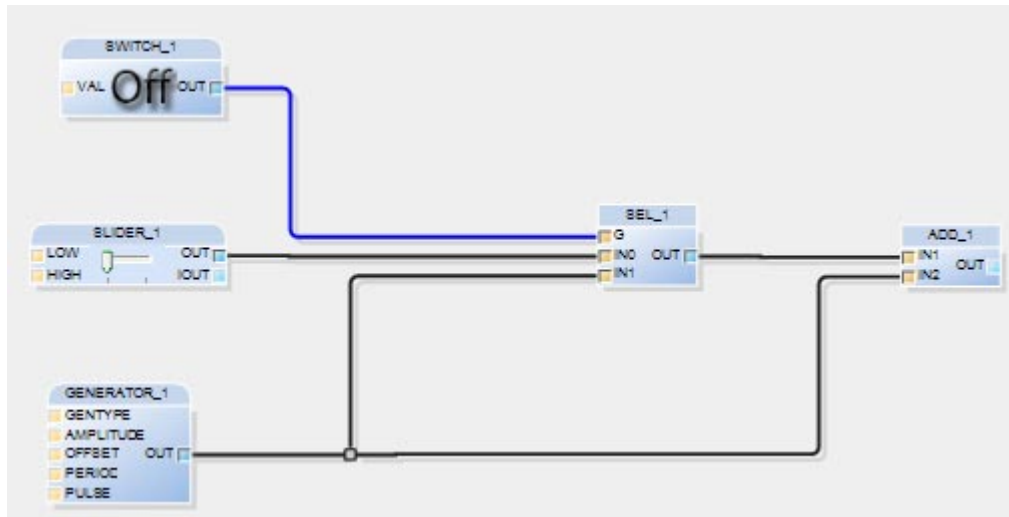 SWITCH_1
VAL Off OUT
SLIDER_1
LOW OUT
HIGH IOUT
SEL_1
G
IN0 OUT
IN1
ADD_1
IN1 OUT
IN2
GENERATOR_1
GENTYPE
AMPLITUDE
OFFSET OUT
PERIOD
PULSE